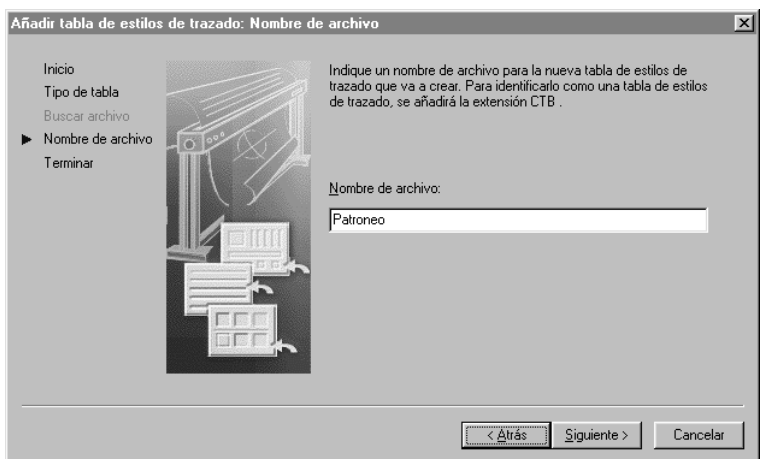 Añadir tabla de estilos de trazado: Nombre de archivo
Inicio
Tipo de tabla
Buscar archivo
Nombre de archivo
Terminar
Indique un nombre de archivo para la nueva tabla de estilos de
trazado que va a crear. Para identificarlo como una tabla de estilos
de trazado, se añadirá la extensión CTB .
Nombre de archivo:
Patroneo
< Atrás
Siguiente >
Cancelar